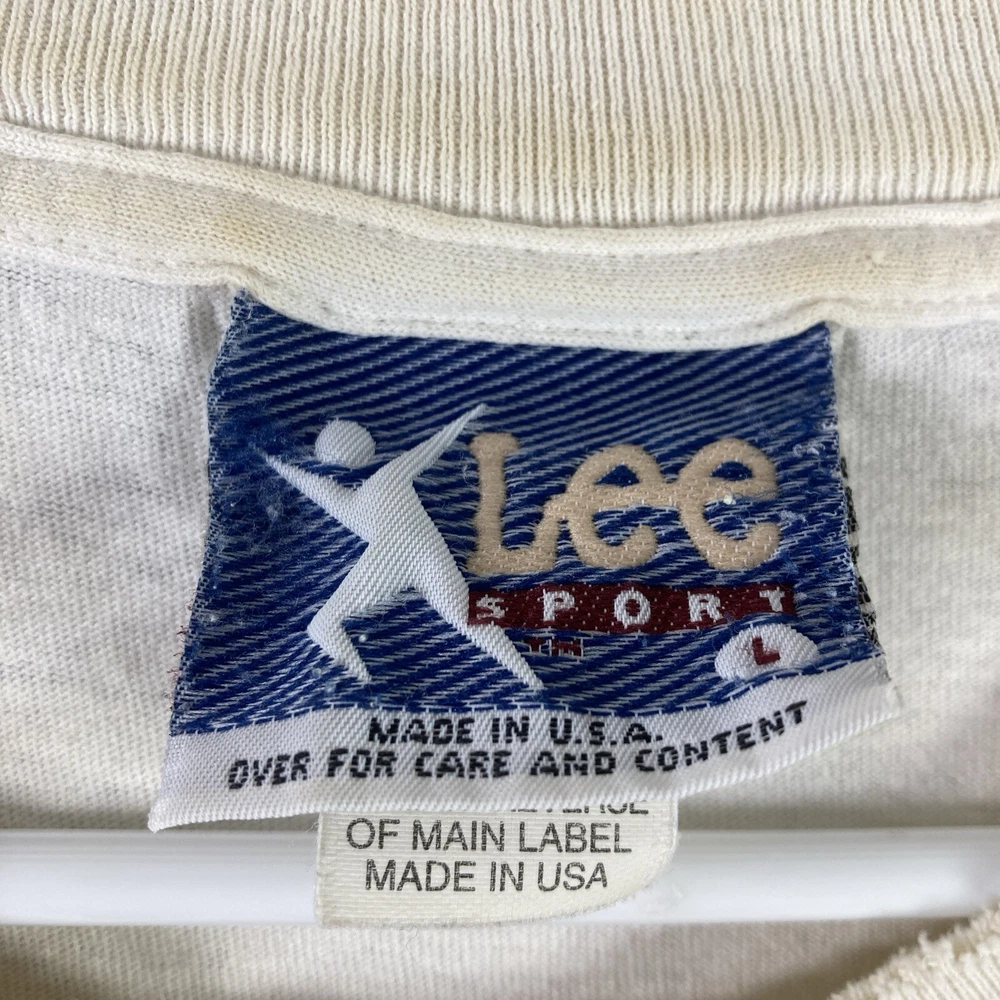 Lee
SPORT
TM
L
MADE IN U.S.A.
OVER FOR CARE AND CONTENT
OF MAIN LABEL
MADE IN USA